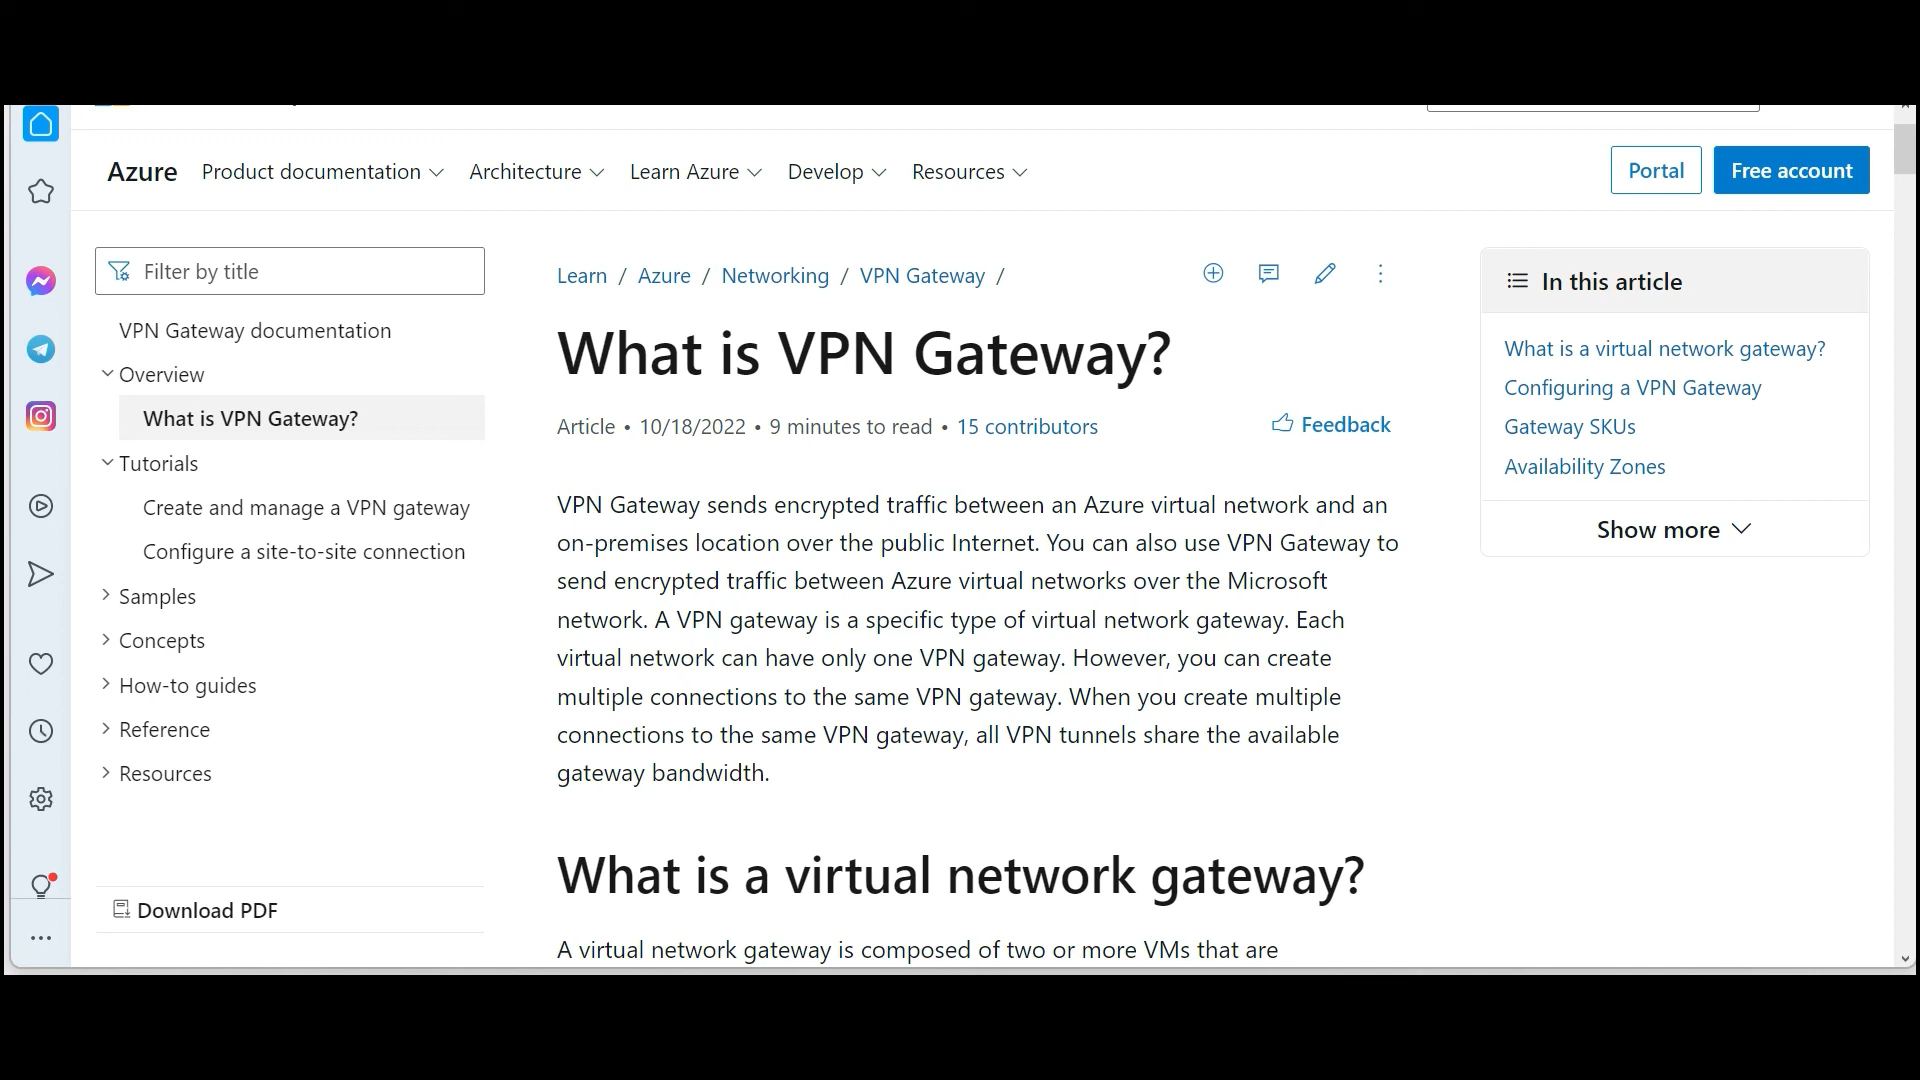 Azure Product documentation Architecture Learn Azure Develop Resources Portal Free account
Filter by title
VPN Gateway documentation
Overview
What is VPN Gateway?
Tutorials
Create and manage a VPN gateway
Configure a site-to-site connection
Samples
Concepts
How-to guides
Reference
Resources
Download PDF
Learn / Azure / Networking / VPN Gateway /
What is VPN Gateway?
Article • 10/18/2022 • 9 minutes to read • 15 contributors
Feedback
VPN Gateway sends encrypted traffic between an Azure virtual network and an
on-premises location over the public Internet. You can also use VPN Gateway to
send encrypted traffic between Azure virtual networks over the Microsoft
network. A VPN gateway is a specific type of virtual network gateway. Each
virtual network can have only one VPN gateway. However, you can create
multiple connections to the same VPN gateway. When you create multiple
connections to the same VPN gateway, all VPN tunnels share the available
gateway bandwidth.
What is a virtual network gateway?
A virtual network gateway is composed of two or more VMs that are
In this article
What is a virtual network gateway?
Configuring a VPN Gateway
Gateway SKUs
Availability Zones
Show more